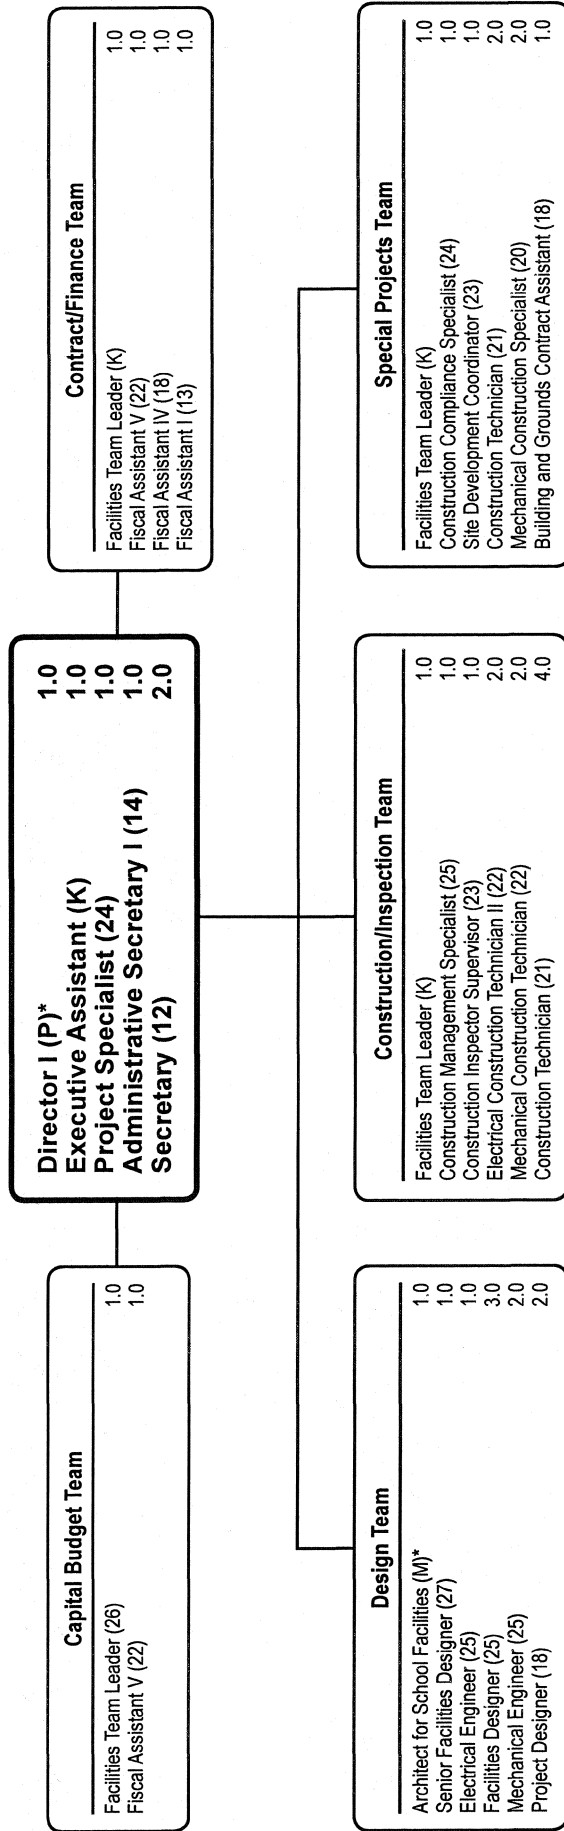 Director I (P)* 1.0
Executive Assistant (K) 1.0
Project Specialist (24) 1.0
Administrative Secretary I (14) 1.0
Secretary (12) 2.0
Capital Budget Team
Facilities Team Leader (26) 1.0
Fiscal Assistant V (22) 1.0
Contract/Finance Team
Facilities Team Leader (K) 1.0
Fiscal Assistant V (22) 1.0
Fiscal Assistant IV (18) 1.0
Fiscal Assistant I (13) 1.0
Design Team
Architect for School Facilities (M)* 1.0
Senior Facilities Designer (27) 1.0
Electrical Engineer (25) 1.0
Facilities Designer (25) 3.0
Mechanical Engineer (25) 2.0
Project Designer (18) 2.0
Construction/Inspection Team
Facilities Team Leader (K) 1.0
Construction Management Specialist (25) 1.0
Construction Inspector Supervisor (23) 1.0
Electrical Construction Technician II (22) 2.0
Mechanical Construction Technician (22) 2.0
Construction Technician (21) 4.0
Special Projects Team
Facilities Team Leader (K) 1.0
Construction Compliance Specialist (24) 1.0
Site Development Coordinator (23) 1.0
Construction Technician (21) 2.0
Mechanical Construction Specialist (20) 2.0
Building and Grounds Contract Assistant (18) 1.0